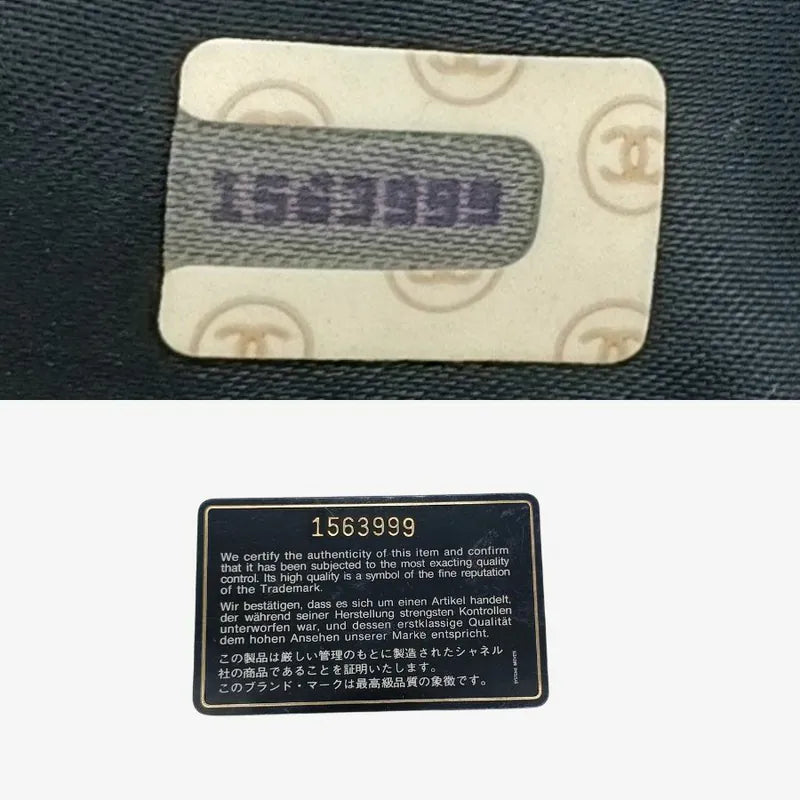 1563999
1563999
We certify the authenticity of this item and confirm
that it has been subjected to the most exacting quality
control. Its high quality is a symbol of the fine reputation
of the Trademark.
Wir bestätigen, dass es sich um einen Artikel handelt,
der während seiner Herstellung strengsten Kontrollen
unterworfen war, und dessen erstklassige Qualität
dem hohen Ansehen unserer Marke entspricht.
この製品は厳しい管理のもとに製造されたシャネル
社の商品であることを証明いたします。
このブランド・マークは最高級品質の象徴です。